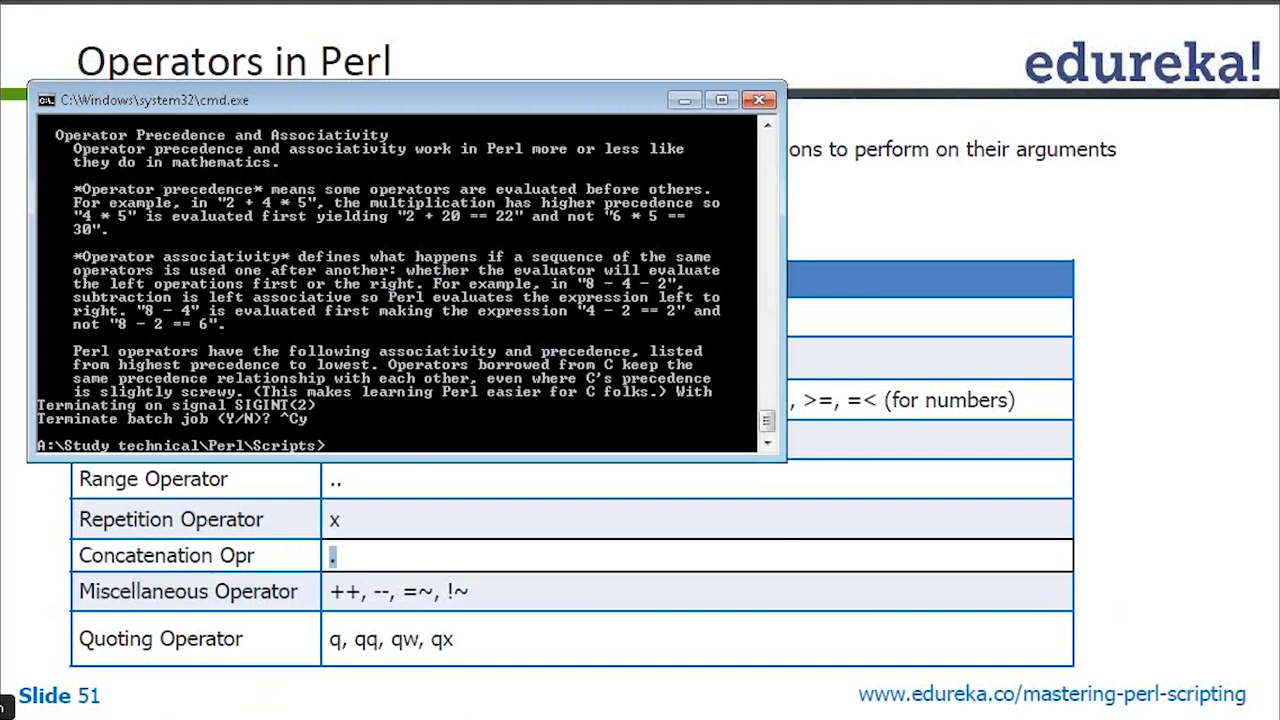 Operators in Perl
edureka!
C:\Windows\system32\cmd.exe
Operator Precedence and Associativity
Operator precedence and associativity work in Perl more or less like
they do in mathematics.
*Operator precedence* means some operators are evaluated before others.
For example, in "2 + 4 * 5", the multiplication has higher precedence so
"4 * 5" is evaluated first yielding "2 + 20 == 22" and not "6 * 5 ==
30".
*Operator associativity* defines what happens if a sequence of the same
operators is used one after another: whether the evaluator will evaluate
the left operations first or the right. For example, in "8 - 4 - 2",
subtraction is left associative so Perl evaluates the expression left to
right. "8 - 4" is evaluated first making the expression "4 - 2 == 2" and
not "8 - 2 == 6".
Perl operators have the following associativity and precedence, listed
from highest precedence to lowest. Operators borrowed from C keep the
same precedence relationship with each other, even where C's precedence
is slightly screwy. (This makes learning Perl easier for C folks.) With
Terminating on signal SIGINT(2)
Terminate batch job (Y/N)? ^Cy
A:\Study technical\Perl\Scripts>
ons to perform on their arguments
, >=, =< (for numbers)
Range Operator ..
Repetition Operator x
Concatenation Opr .
Miscellaneous Operator ++, --, =~, !~
Quoting Operator q, qq, qw, qx
Slide 51
www.edureka.co/mastering-perl-scripting